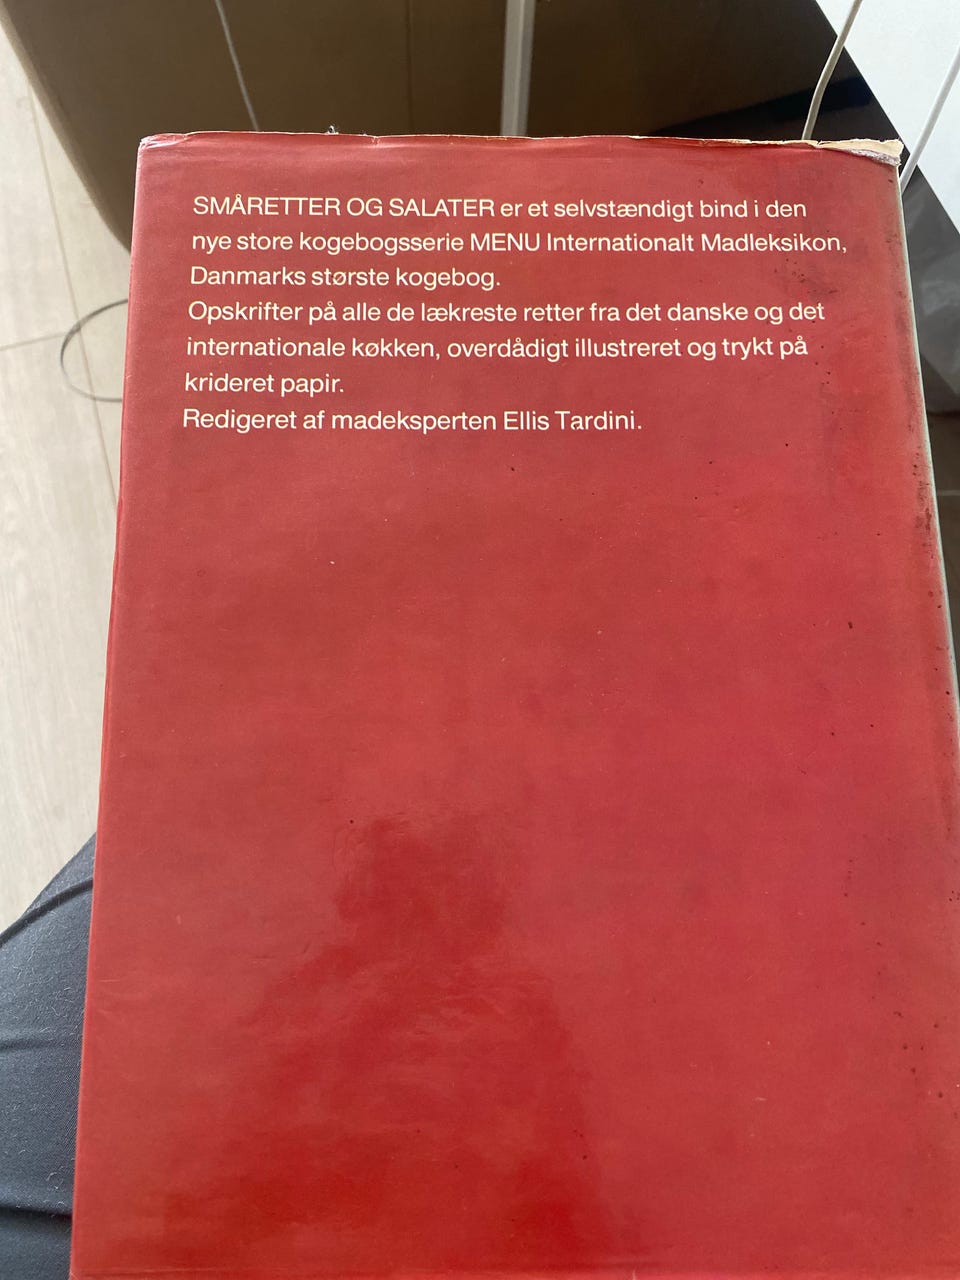 SMÅRETTER OG SALATER er et selvstændigt bind i den
nye store kogebogsserie MENU Internationalt Madleksikon,
Danmarks største kogebog.
Opskrifter på alle de lækreste retter fra det danske og det
internationale køkken, overdådigt illustreret og trykt på
krideret papir.
Redigeret af madeksperten Ellis Tardini.